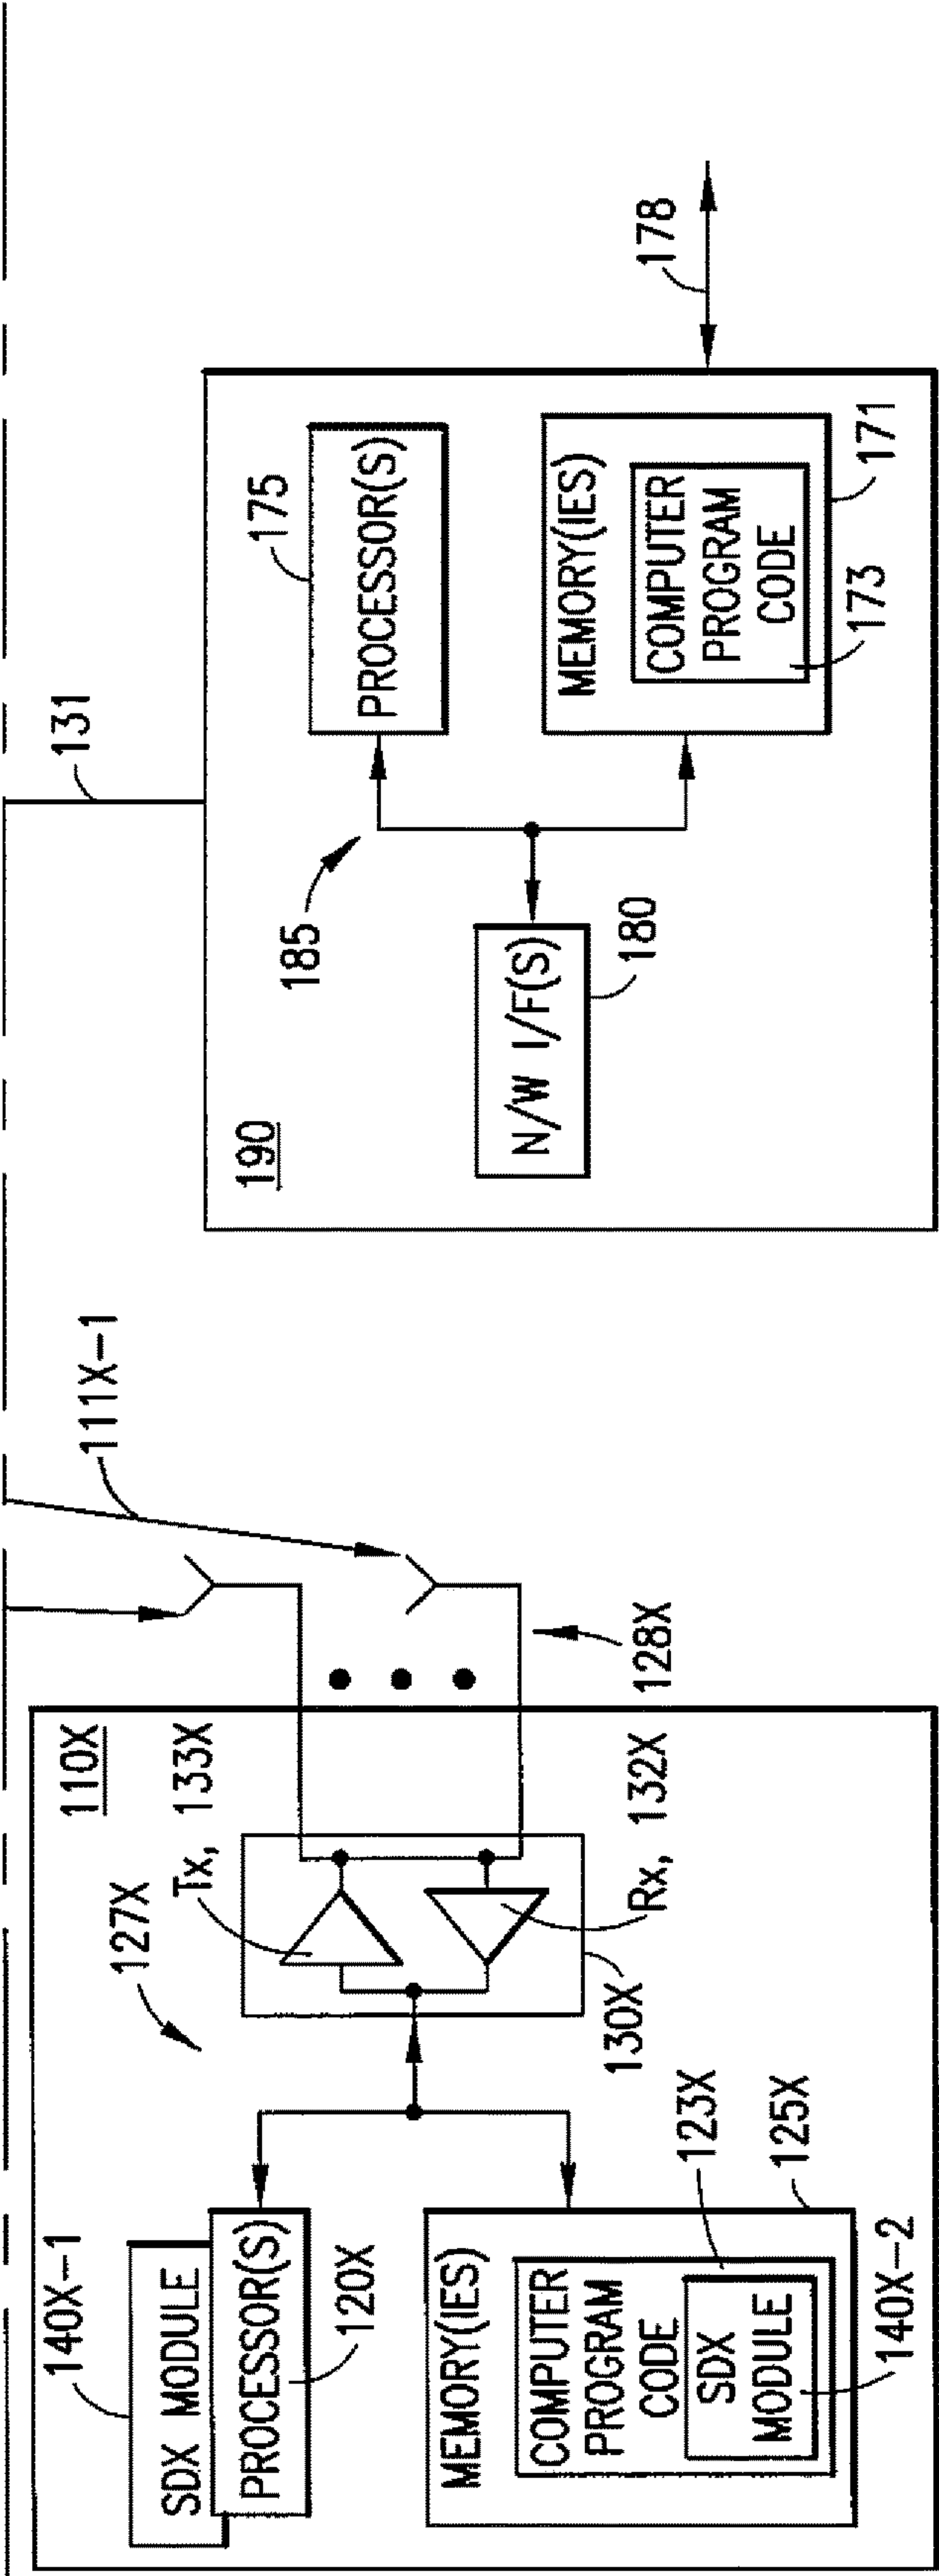 110X
127X
140X-1
SDX MODULE
PROCESSOR(S)
120X
Tx, 133X
Rx, 132X
130X
111X-1
128X
MEMORY(IES)
COMPUTER
PROGRAM
CODE
SDX
MODULE
123X
125X
140X-2
131
190
185
175
PROCESSOR(S)
N/W I/F(S)
180
MEMORY(IES)
COMPUTER
PROGRAM
CODE
173
171
178